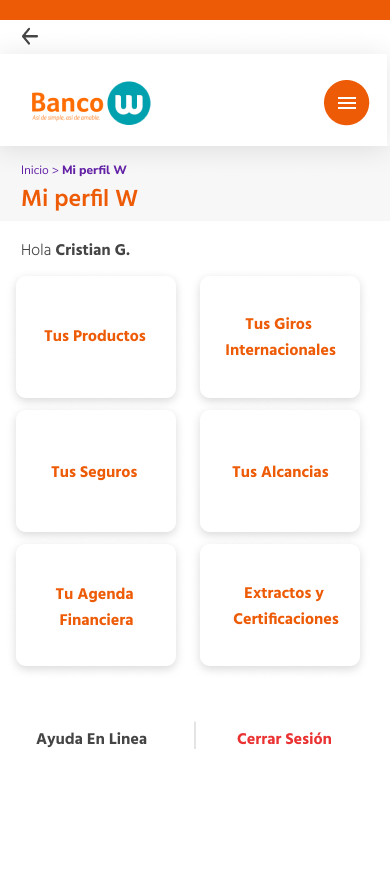 Banco W
Así de simple, así de amable.
Inicio > Mi perfil W
Mi perfil W
Hola Cristian G.
Tus Productos
Tus Giros
Internacionales
Tus Seguros
Tus Alcancias
Tu Agenda
Financiera
Extractos y
Certificaciones
Ayuda En Linea
Cerrar Sesión